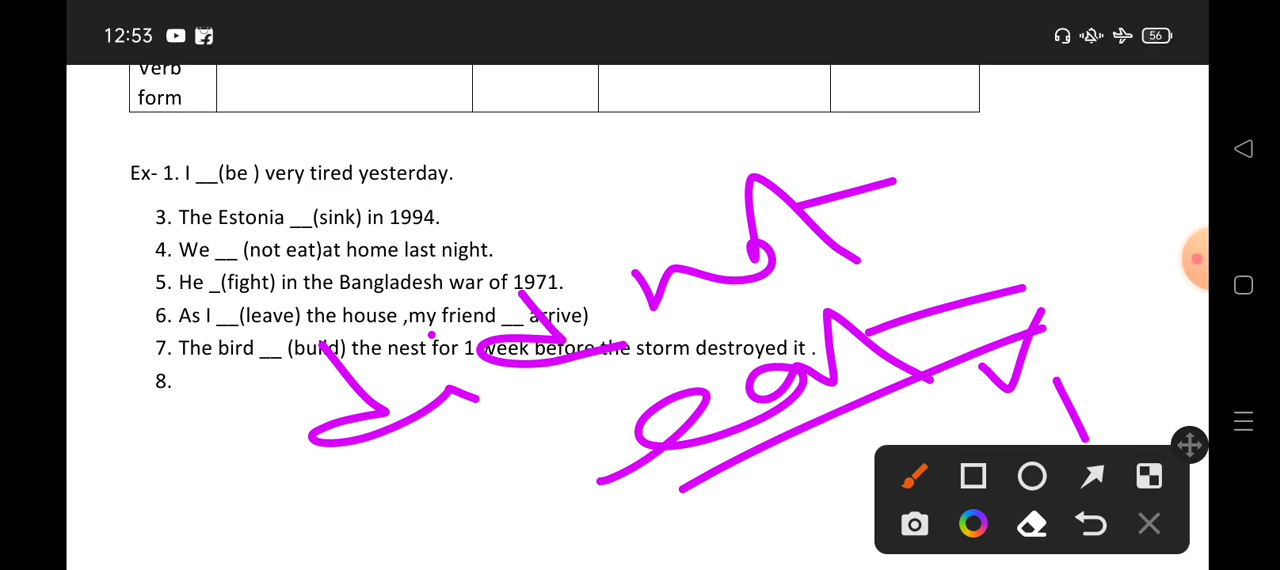 12:53
56
verb
form
Ex- 1. I __(be ) very tired yesterday.
3. The Estonia __(sink) in 1994.
4. We __ (not eat)at home last night.
5. He _(fight) in the Bangladesh war of 1971.
6. As I __(leave) the house ,my friend __ arrive)
7. The bird __ (build) the nest for 1 week before the storm destroyed it .
8.
did not
eat